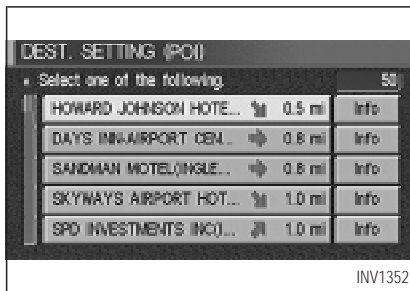 DEST. SETTING (POI)
Select one of the following. 50
HOWARD JOHNSON HOTE... 0.5 mi Info
DAYS INN-AIRPORT CEN... 0.8 mi Info
SANDMAN MOTEL(INGLE... 0.8 mi Info
SKYWAYS AIRPORT HOT... 1.0 mi Info
SPD INVESTMENTS INC(I... 1.0 mi Info
INV1352